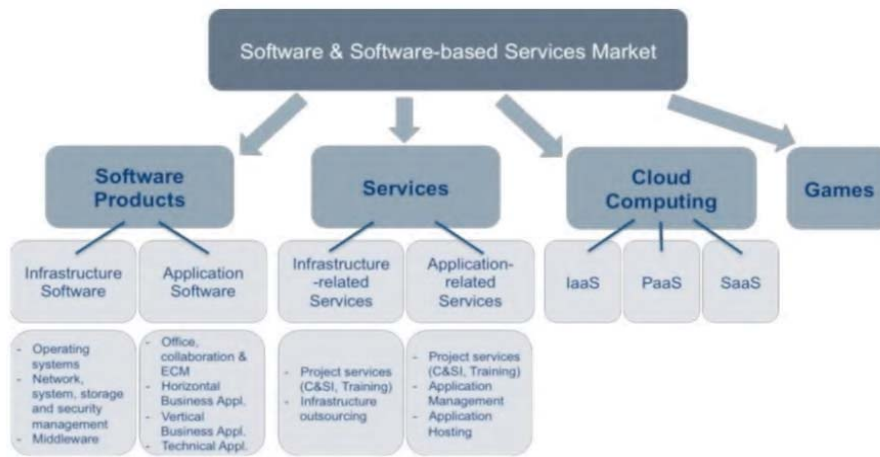 Software & Software-based Services Market
Software
Products
Services
Cloud
Computing
Games
Infrastructure
Software
Application
Software
Infrastructure
-related
Services
Application-
related
Services
IaaS
PaaS
SaaS
- Operating
systems
- Network,
system, storage
and security
management
- Middleware
- Office,
collaboration &
ECM
- Horizontal
Business Appl.
- Vertical
Business Appl.
- Technical Appl.
- Project services
(C&SI, Training)
- Infrastructure
outsourcing
- Project services
(C&SI, Training)
- Application
Management
- Application
Hosting